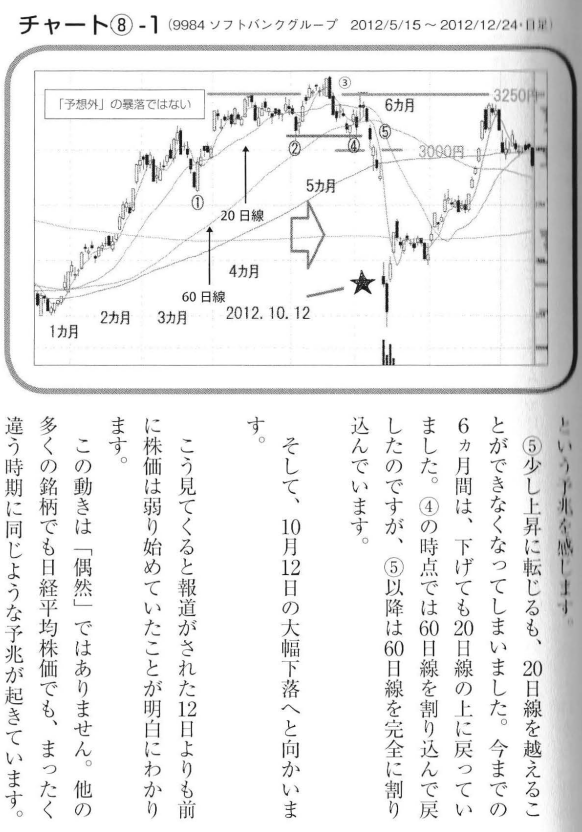 チャート⑧-1(9984 ソフトバンクグループ 2012/5/15～2012/12/24・日足)
「予想外」の暴落ではない
③
6カ月
3250円
②
④
⑤
3000円
5カ月
①
20日線
4カ月
60日線
2012.10.12
1カ月
2カ月
3カ月
という予兆を感じます。
⑤少し上昇に転じるも、20日線を越えるこ
とができなくなってしまいました。今までの
6ヵ月間は、下げても20日線の上に戻ってい
ました。④の時点では60日線を割り込んで戻
したのですが、⑤以降は60日線を完全に割り
込んでいます。
そして、10月12日の大幅下落へと向かいま
す。
こう見てくると報道がされた12日よりも前
に株価は弱り始めていたことが明白にわかり
ます。
この動きは「偶然」ではありません。他の
多くの銘柄でも日経平均株価でも、まったく
違う時期に同じような予兆が起きています。